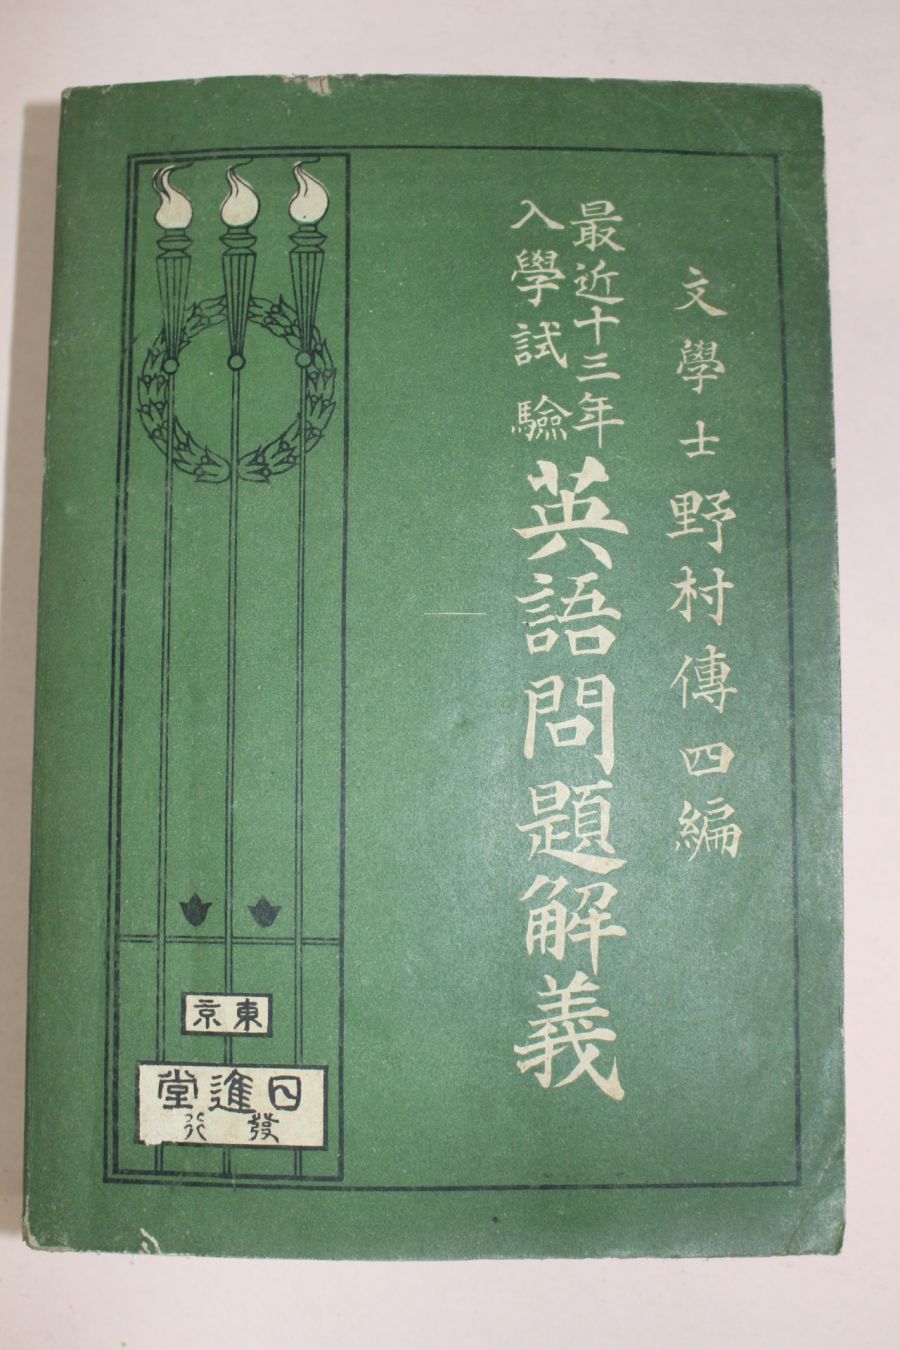 文學士 野村傳四編
最近十三年
入學試驗
英語問題解義
東京
日進堂
發行